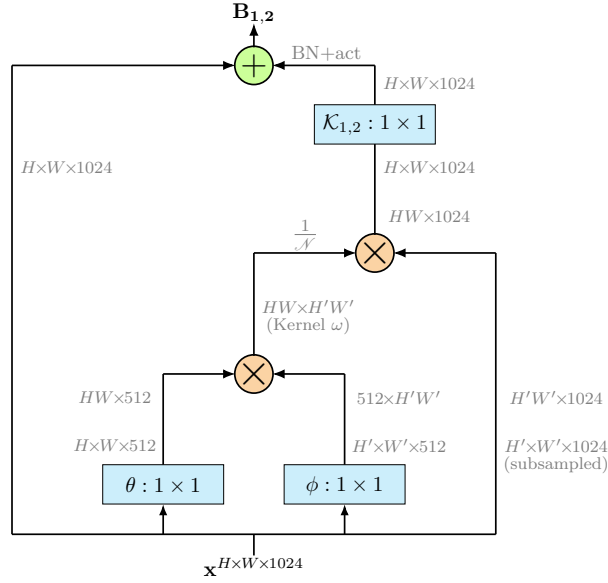 B₁,₂
BN+act
+
H×W×1024
𝒦₁,₂ : 1 × 1
H×W×1024
H×W×1024
HW×1024
1/𝒩
×
HW×H′W′
(Kernel ω)
×
HW×512
512×H′W′
H′W′×1024
H×W×512
H′×W′×512
H′×W′×1024
(subsampled)
θ : 1 × 1
ϕ : 1 × 1
x^{H×W×1024}